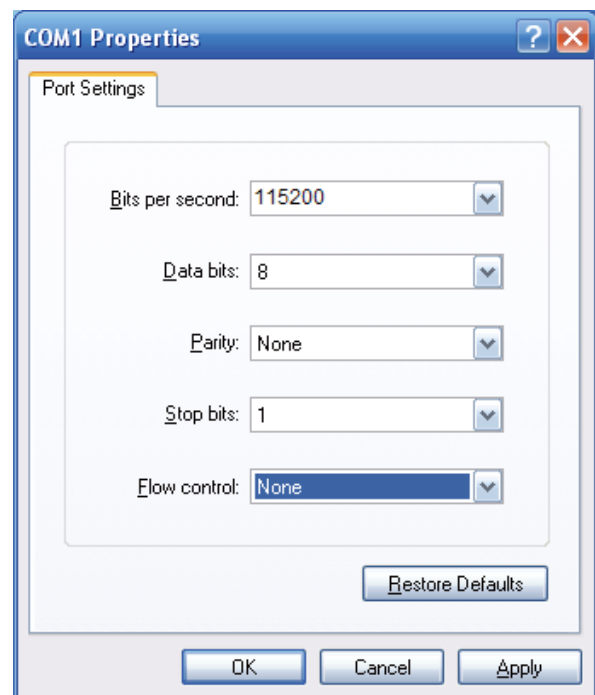 COM1 Properties
Port Settings
Bits per second: 115200
Data bits: 8
Parity: None
Stop bits: 1
Flow control: None
Restore Defaults
OK Cancel Apply